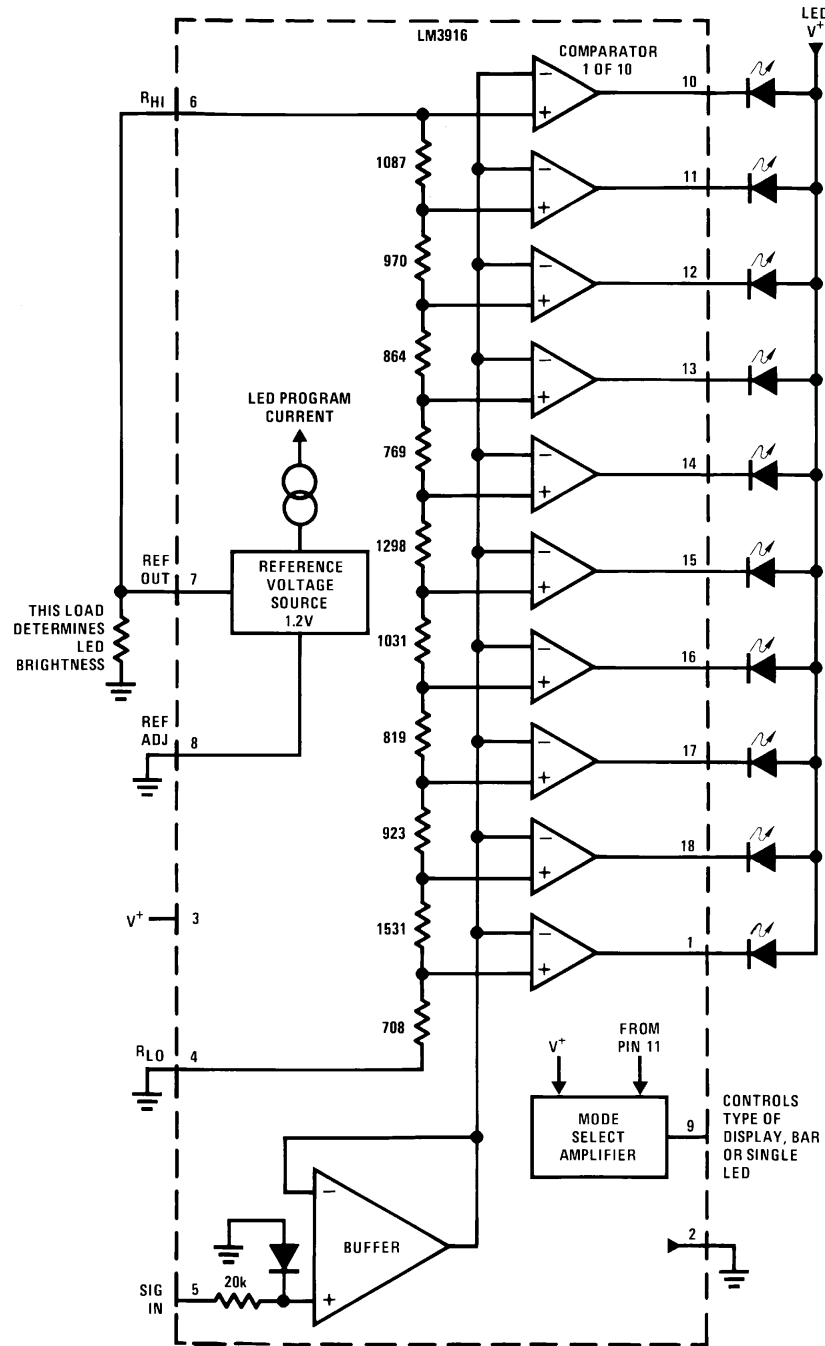 LED
V+
LM3916
COMPARATOR
1 OF 10
RHI
6
10
1087
11
970
12
864
13
LED PROGRAM
CURRENT
769
14
1298
15
REF
OUT
7
REFERENCE
VOLTAGE
SOURCE
1.2V
THIS LOAD
DETERMINES
LED
BRIGHTNESS
1031
16
REF
ADJ
8
819
17
923
18
V+
3
1531
1
708
RLO
4
V+
FROM
PIN 11
MODE
SELECT
AMPLIFIER
9
CONTROLS
TYPE OF
DISPLAY, BAR
OR SINGLE
LED
BUFFER
2
SIG
IN
5
20k